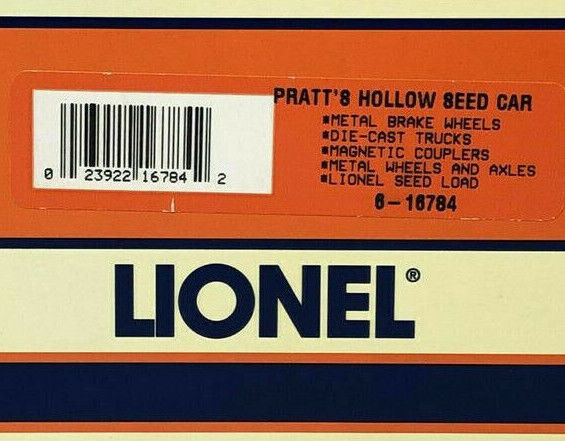 PRATT'S HOLLOW SEED CAR
*METAL BRAKE WHEELS
*DIE-CAST TRUCKS
*MAGNETIC COUPLERS
*METAL WHEELS AND AXLES
*LIONEL SEED LOAD
6-16784
0 23922 16784 2
LIONEL®